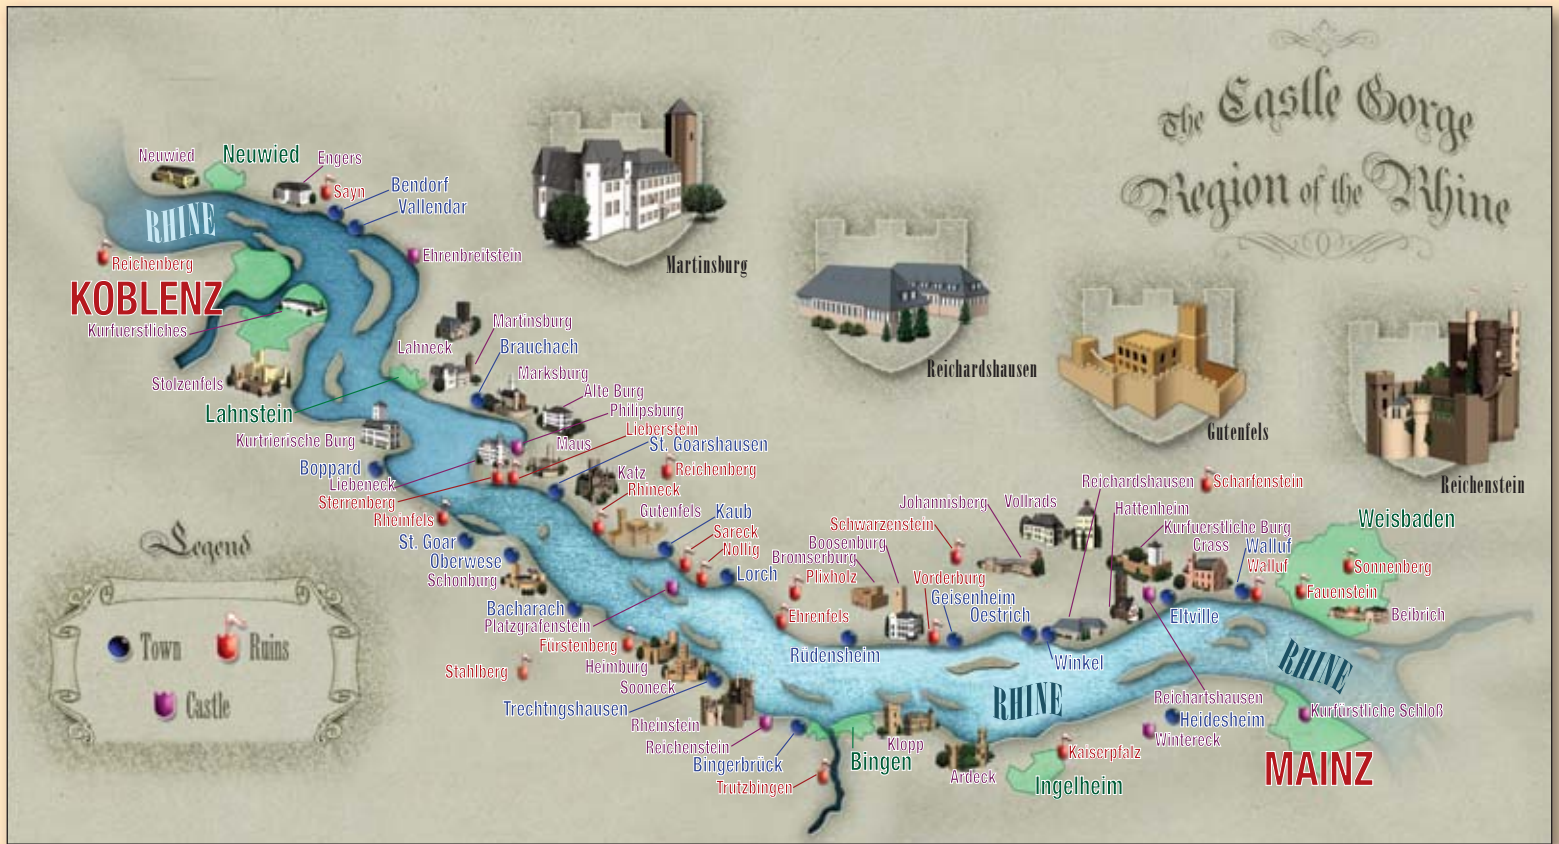 The Castle Gorge
Region of the Rhine
Martinsburg
Reichardshausen
Gutenfels
Reichenstein
Neuwied
Neuwied
Engers
Sayn
Bendorf
Vallendar
RHINE
Reichenberg
Ehrenbreitstein
KOBLENZ
Kurfuerstliches
Lahneck
Martinsburg
Brauchach
Stolzenfels
Marksburg
Alte Burg
Lahnstein
Philipsburg
Lieberstein
Kurtrierische Burg
Maus
St. Goarshausen
Boppard
Liebeneck
Katz
Reichenberg
Sterrenberg
Rhineck
Rheinfels
Gutenfels
Kaub
St. Goar
Sareck
Oberwese
Nollig
Schonburg
Lorch
Bacharach
Platzgrafenstein
Fürstenberg
Stahlberg
Heimburg
Sooneck
Trechtngshausen
Rheinstein
Reichenstein
Bingerbrück
Trutzbingen
Reichardshausen
Scharfenstein
Johannisberg
Vollrads
Hattenheim
Schwarzenstein
Kurfuerstliche Burg
Weisbaden
Boosenburg
Crass
Walluf
Bromserburg
Walluf
Plixholz
Vorderburg
Sonnenberg
Geisenheim
Fauenstein
Ehrenfels
Oestrich
Eltville
Beibrich
Rüdensheim
Winkel
RHINE
RHINE
Reichartshausen
Heidesheim
Kurfürstliche Schloß
Wintereck
Klopp
Kaiserpfalz
Bingen
Ardeck
Ingelheim
MAINZ
Legend
Town
Ruins
Castle